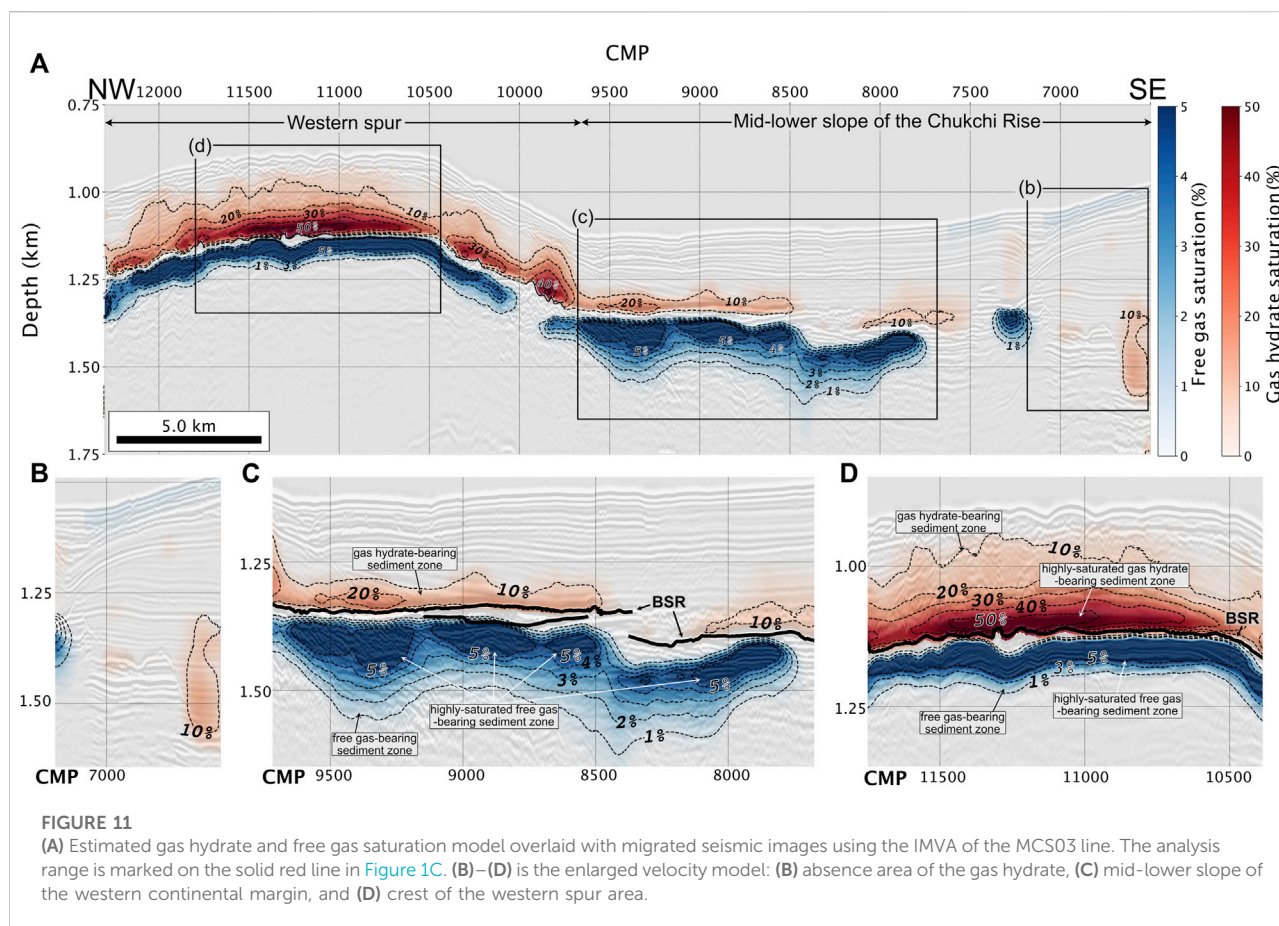 CMP
A
NW 12000 11500 11000 10500 10000 9500 9000 8500 8000 7500 7000 SE
0.75
Western spur
Mid-lower slope of the Chukchi Rise
(d)
(b)
(c)
1.00
1.25
1.50
1.75
Depth (km)
20%
30%
10%
50%
5%
1%
3%
30%
40%
20%
10%
10%
5%
5%
4%
3%
2%
1%
1%
10%
5.0 km
5
4
3
2
1
0
Free gas saturation (%)
50
40
30
20
10
0
Gas hydrate saturation (%)
B
1.25
1.50
10%
CMP 7000
C
1.25
1.50
gas hydrate-bearing
sediment zone
20%
10%
BSR
10%
5%
5%
5%
4%
3%
5%
highly-saturated free gas
-bearing sediment zone
2%
1%
free gas-bearing
sediment zone
CMP 9500 9000 8500 8000
D
gas hydrate-bearing
sediment zone
10%
1.00
highly-saturated gas hydrate
-bearing sediment zone
20%
30%
40%
50%
BSR
1%
3%
5%
1.25
free gas-bearing
sediment zone
highly-saturated free gas
-bearing sediment zone
CMP 11500 11000 10500
FIGURE 11
(A) Estimated gas hydrate and free gas saturation model overlaid with migrated seismic images using the IMVA of the MCS03 line. The analysis
range is marked on the solid red line in Figure 1C. (B)–(D) is the enlarged velocity model: (B) absence area of the gas hydrate, (C) mid-lower slope of
the western continental margin, and (D) crest of the western spur area.